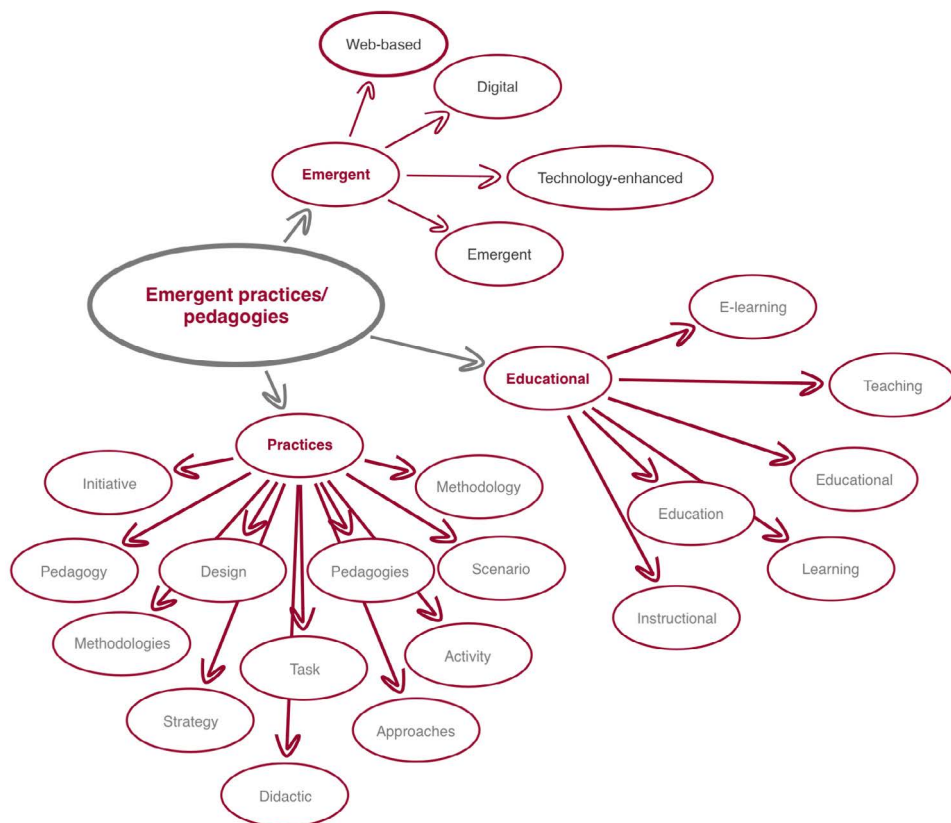 Web-based
Digital
Emergent
Technology-enhanced
Emergent
Emergent practices/
pedagogies
E-learning
Educational
Teaching
Practices
Initiative
Methodology
Educational
Education
Pedagogy
Design
Pedagogies
Scenario
Learning
Instructional
Methodologies
Activity
Task
Strategy
Approaches
Didactic